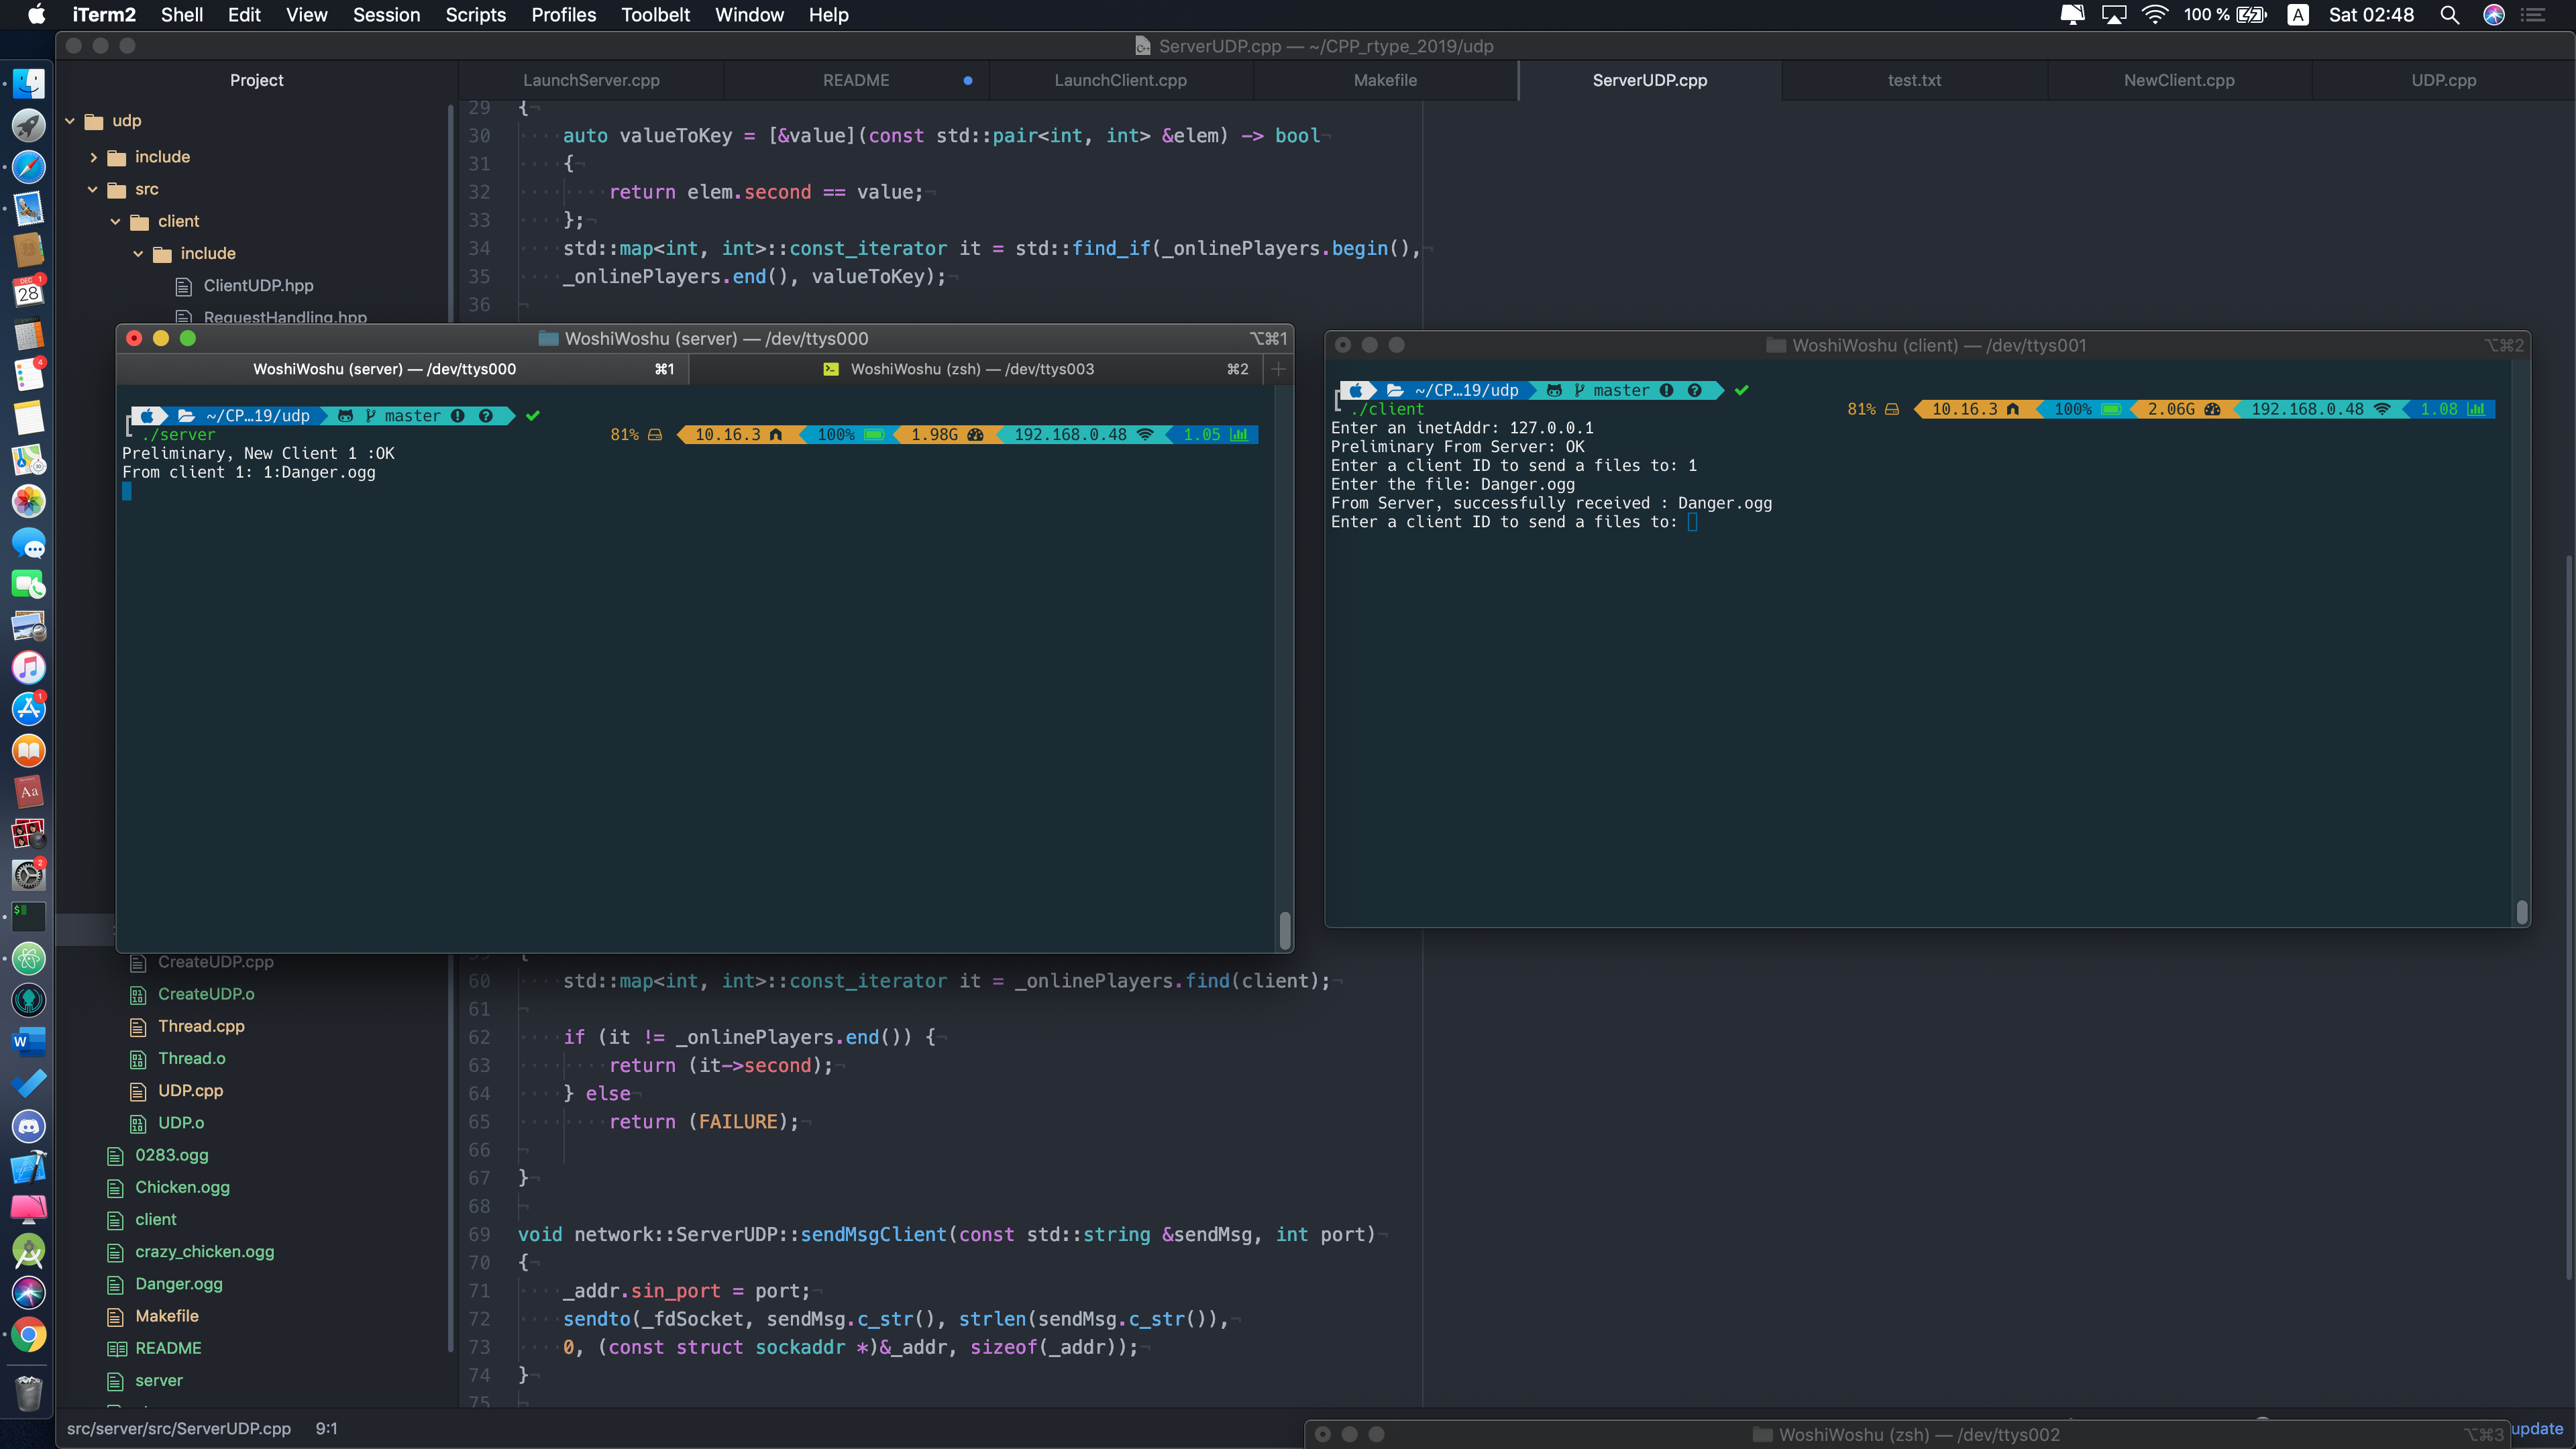 iTerm2 Shell Edit View Session Scripts Profiles Toolbelt Window Help 100 % A Sat 02:48
ServerUDP.cpp — ~/CPP_rtype_2019/udp
Project LaunchServer.cpp README LaunchClient.cpp Makefile ServerUDP.cpp test.txt NewClient.cpp UDP.cpp
udp
include
src
client
include
ClientUDP.hpp
RequestHandling.hpp
29 {
30 auto valueToKey = [&value](const std::pair<int, int> &elem) -> bool
31 {
32 return elem.second == value;
33 };
34 std::map<int, int>::const_iterator it = std::find_if(_onlinePlayers.begin(),
35 _onlinePlayers.end(), valueToKey);
36
WoshiWoshu (server) — /dev/ttys000 ⌥⌘1
WoshiWoshu (server) — /dev/ttys000 ⌘1 WoshiWoshu (zsh) — /dev/ttys003 ⌘2
~/CP…19/udp master
./server 81% 10.16.3 100% 1.98G 192.168.0.48 1.05
Prelimary, New Client 1 :OK
From client 1: 1:Danger.ogg
WoshiWoshu (client) — /dev/ttys001 ⌥⌘2
~/CP…19/udp master
./client 81% 10.16.3 100% 2.06G 192.168.0.48 1.08
Enter an inetAddr: 127.0.0.1
Prellminary From Server: OK
Enter a client ID to send a files to: 1
Enter the file: Danger.ogg
From Server, successfully received : Danger.ogg
Enter a client ID to send a files to:
CreateUDP.cpp
CreateUDP.o
Thread.cpp
Thread.o
UDP.cpp
UDP.o
0283.ogg
Chicken.ogg
client
crazy_chicken.ogg
Danger.ogg
Makefile
README
server
60 std::map<int, int>::const_iterator it = _onlinePlayers.find(client);
61
62 if (it != _onlinePlayers.end()) {
63 return (it->second);
64 } else
65 return (FAILURE);
66
67 }
68
69 void network::ServerUDP::sendMsgClient(const std::string &sendMsg, int port)
70 {
71 _addr.sin_port = port;
72 sendto(_fdSocket, sendMsg.c_str(), strlen(sendMsg.c_str()),
73 0, (const struct sockaddr *)&_addr, sizeof(_addr));
74 }
75
src/server/src/ServerUDP.cpp 9:1
WoshiWoshu (zsh) — /dev/ttys002 ⌥⌘3
update
DEC
28